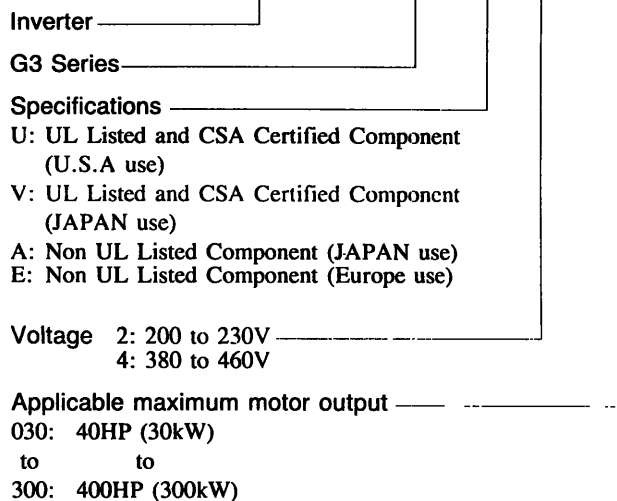 Inverter
G3 Series
Specifications
U: UL Listed and CSA Certified Component
(U.S.A use)
V: UL Listed and CSA Certified Component
(JAPAN use)
A: Non UL Listed Component (JAPAN use)
E: Non UL Listed Component (Europe use)
Voltage 2: 200 to 230V
4: 380 to 460V
Applicable maximum motor output
030: 40HP (30kW)
to to
300: 400HP (300kW)